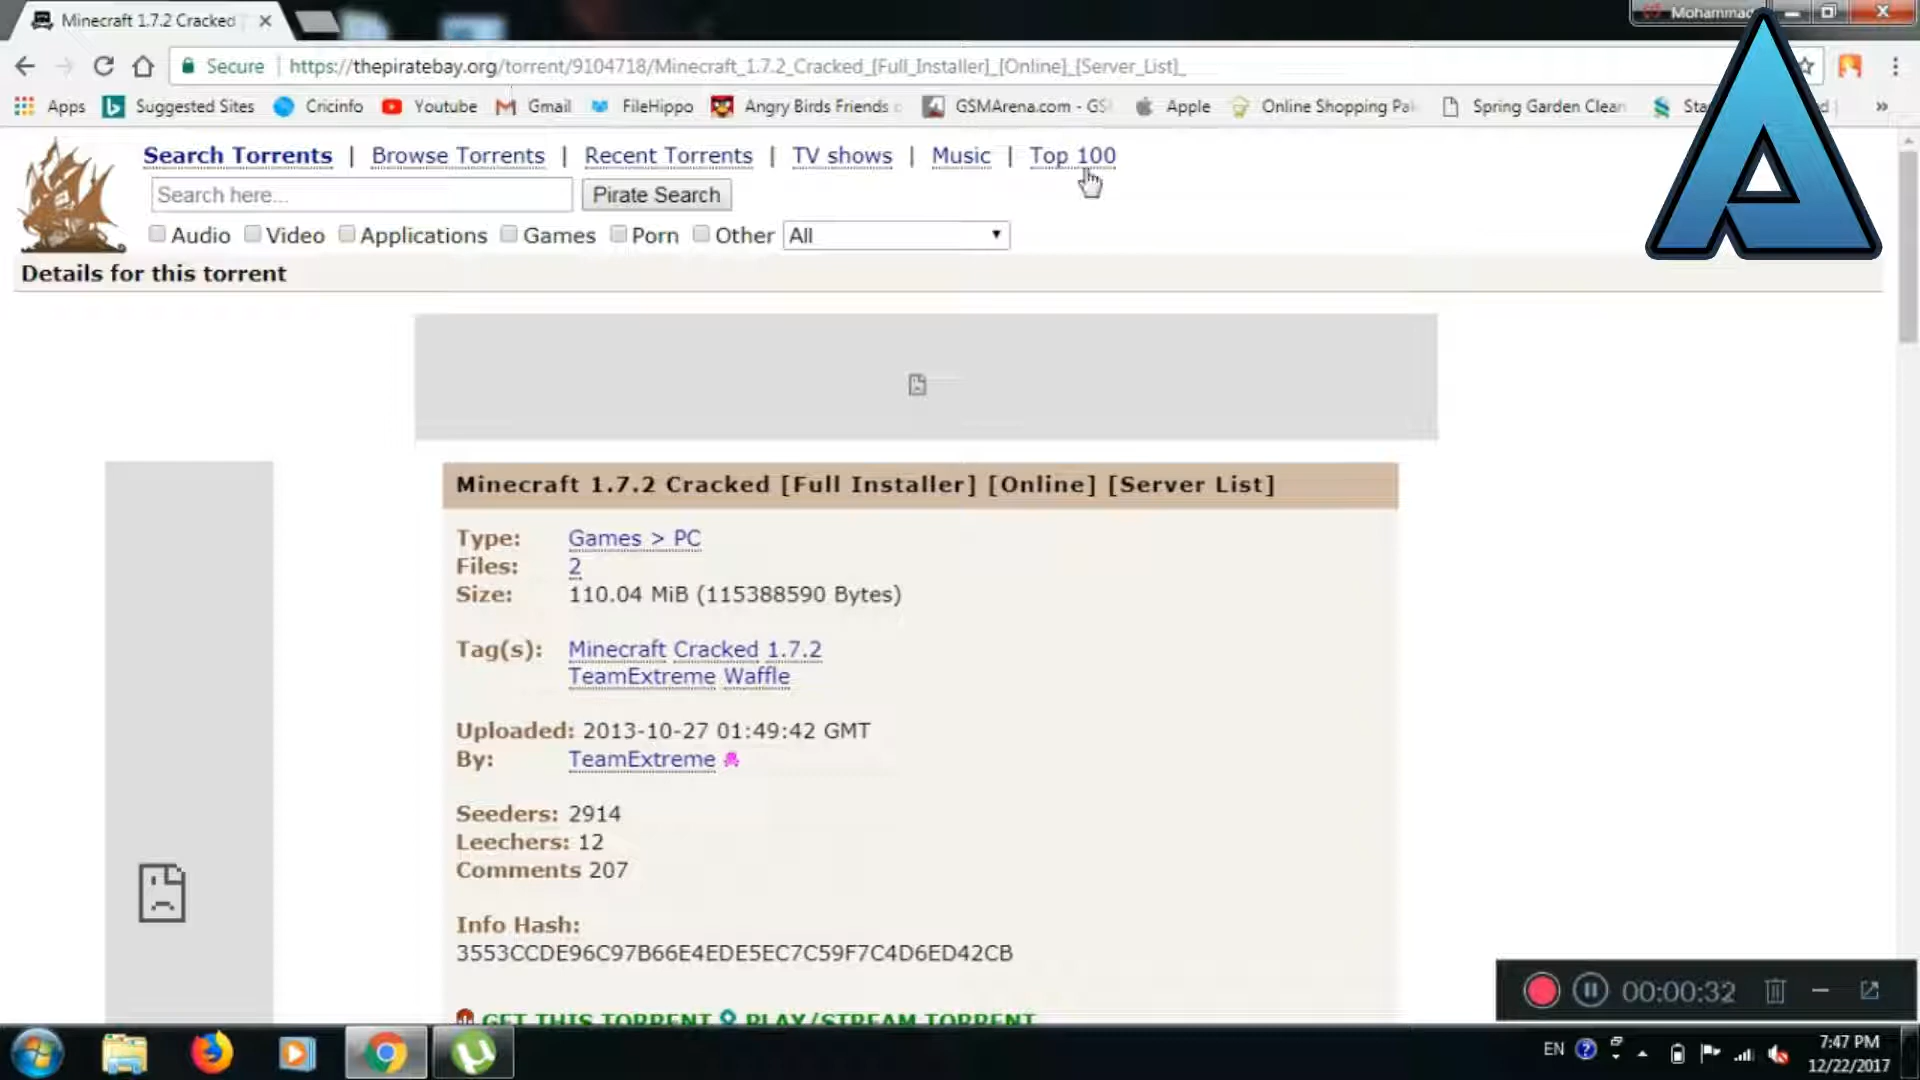 Minecraft 1.7.2 Cracked
Mohammad
Secure
https://thepiratebay.org/torrent/9104718/Minecraft_1.7.2_Cracked_[Full_Installer]_[Online]_[Server_List]_
Apps Suggested Sites Cricinfo Youtube Gmail FileHippo Angry Birds Friends GSMArena.com - GS Apple Online Shopping Pa Spring Garden Clean Sta »
Search Torrents | Browse Torrents | Recent Torrents | TV shows | Music | Top 100
Search here... Pirate Search
Audio Video Applications Games Porn Other All
Details for this torrent
Minecraft 1.7.2 Cracked [Full Installer] [Online] [Server List]
Type: Games > PC
Files: 2
Size: 110.04 MiB (115388590 Bytes)
Tag(s): Minecraft Cracked 1.7.2
TeamExtreme Waffle
Uploaded: 2013-10-27 01:49:42 GMT
By: TeamExtreme
Seeders: 2914
Leechers: 12
Comments 207
Info Hash:
3553CCDE96C97B66E4EDE5EC7C59F7C4D6ED42CB
GET THIS TORRENT PLAY/STREAM TORRENT
00:00:32
EN
7:47 PM
12/22/2017